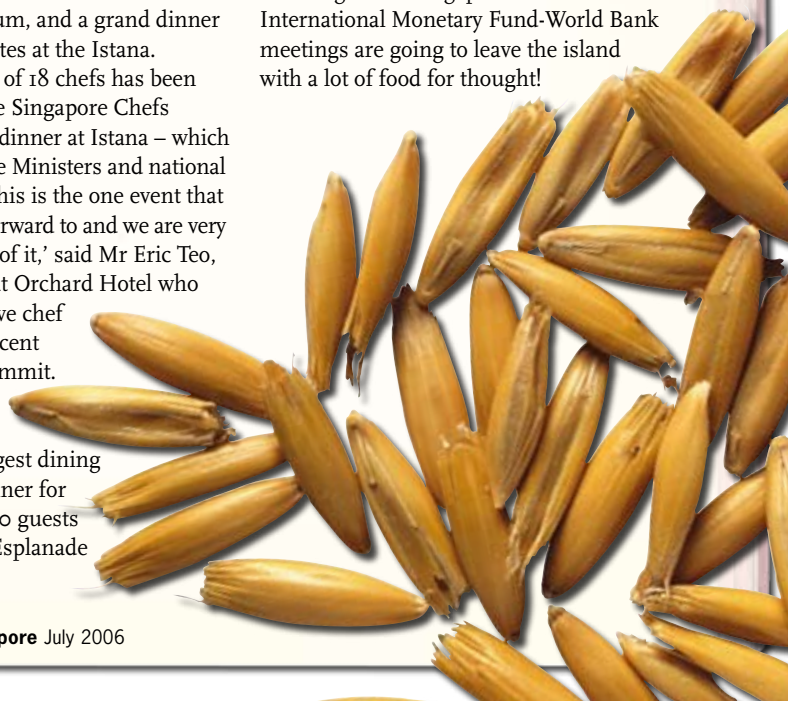 um, and a grand dinner
tes at the Istana.
of 18 chefs has been
e Singapore Chefs
dinner at Istana – which
e Ministers and national
his is the one event that
rward to and we are very
of it,’ said Mr Eric Teo,
t Orchard Hotel who
ve chef
cent
mmit.
gest dining
ner for
0 guests
Esplanade
International Monetary Fund-World Bank
meetings are going to leave the island
with a lot of food for thought!
pore July 2006